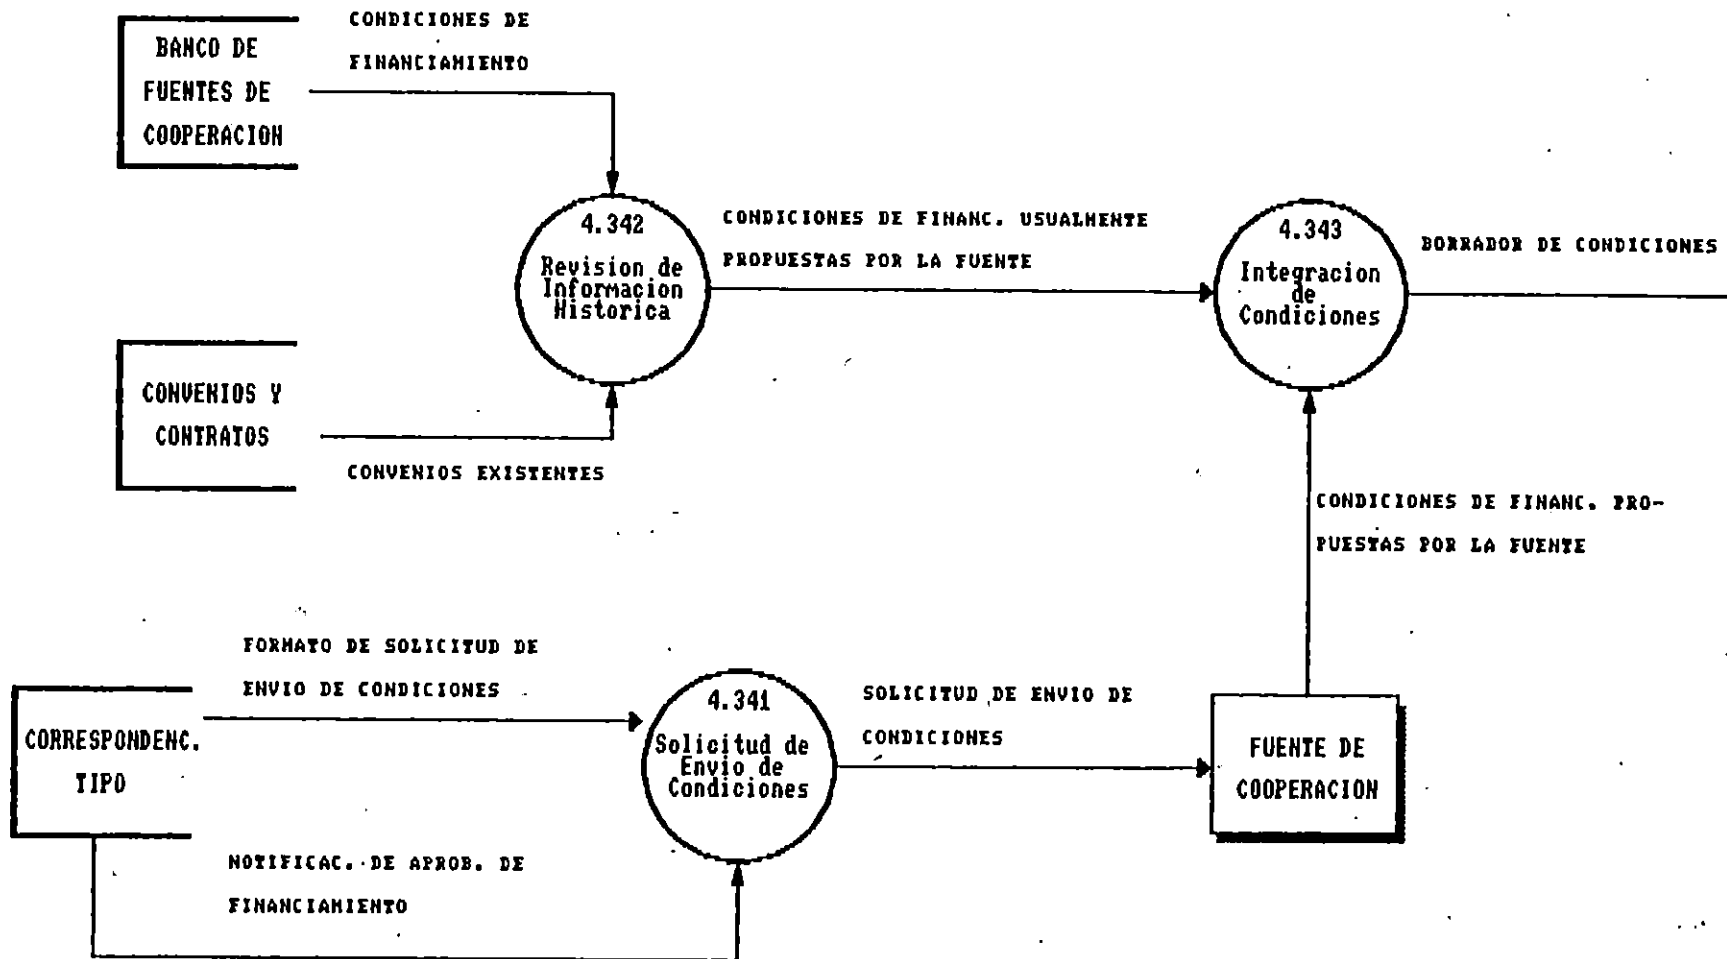 CONDICIONES DE
FINANCIAMIENTO
BANCO DE
FUENTES DE
COOPERACION
4.342
Revision de
Informacion
Historica
CONDICIONES DE FINANC. USUALMENTE
PROPUESTAS POR LA FUENTE
4.343
Integracion
de
Condiciones
BORRADOR DE CONDICIONES
CONVENIOS Y
CONTRATOS
CONVENIOS EXISTENTES
CONDICIONES DE FINANC. PRO-
PUESTAS POR LA FUENTE
FORMATO DE SOLICITUD DE
ENVIO DE CONDICIONES
CORRESPONDENC.
TIPO
4.341
Solicitud de
Envio de
Condiciones
SOLICITUD DE ENVIO DE
CONDICIONES
FUENTE DE
COOPERACION
NOTIFICAC. DE APROB. DE
FINANCIAMIENTO